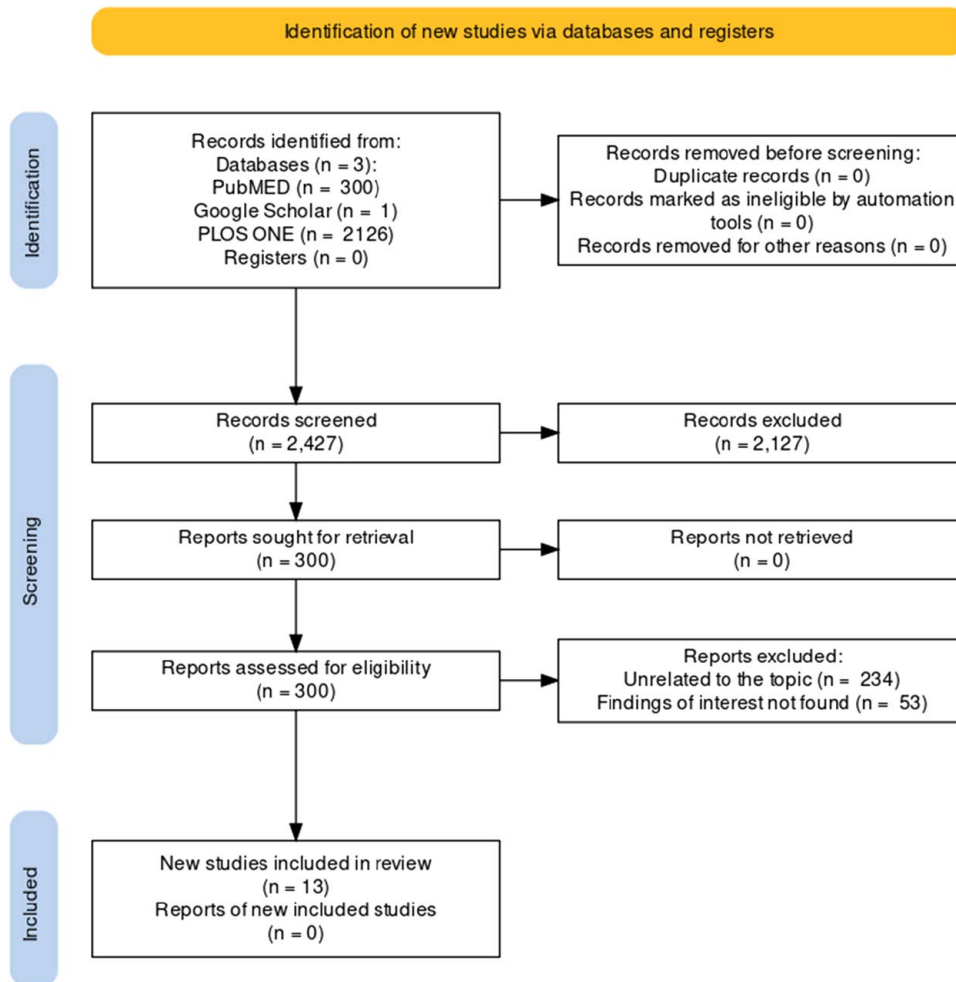 Identification of new studies via databases and registers
Identification
Records identified from:
Databases (n = 3):
PubMED (n = 300)
Google Scholar (n = 1)
PLOS ONE (n = 2126)
Registers (n = 0)
Records removed before screening:
Duplicate records (n = 0)
Records marked as ineligible by automation
tools (n = 0)
Records removed for other reasons (n = 0)
Screening
Records screened
(n = 2,427)
Records excluded
(n = 2,127)
Reports sought for retrieval
(n = 300)
Reports not retrieved
(n = 0)
Reports assessed for eligibility
(n = 300)
Reports excluded:
Unrelated to the topic (n = 234)
Findings of interest not found (n = 53)
Included
New studies included in review
(n = 13)
Reports of new included studies
(n = 0)